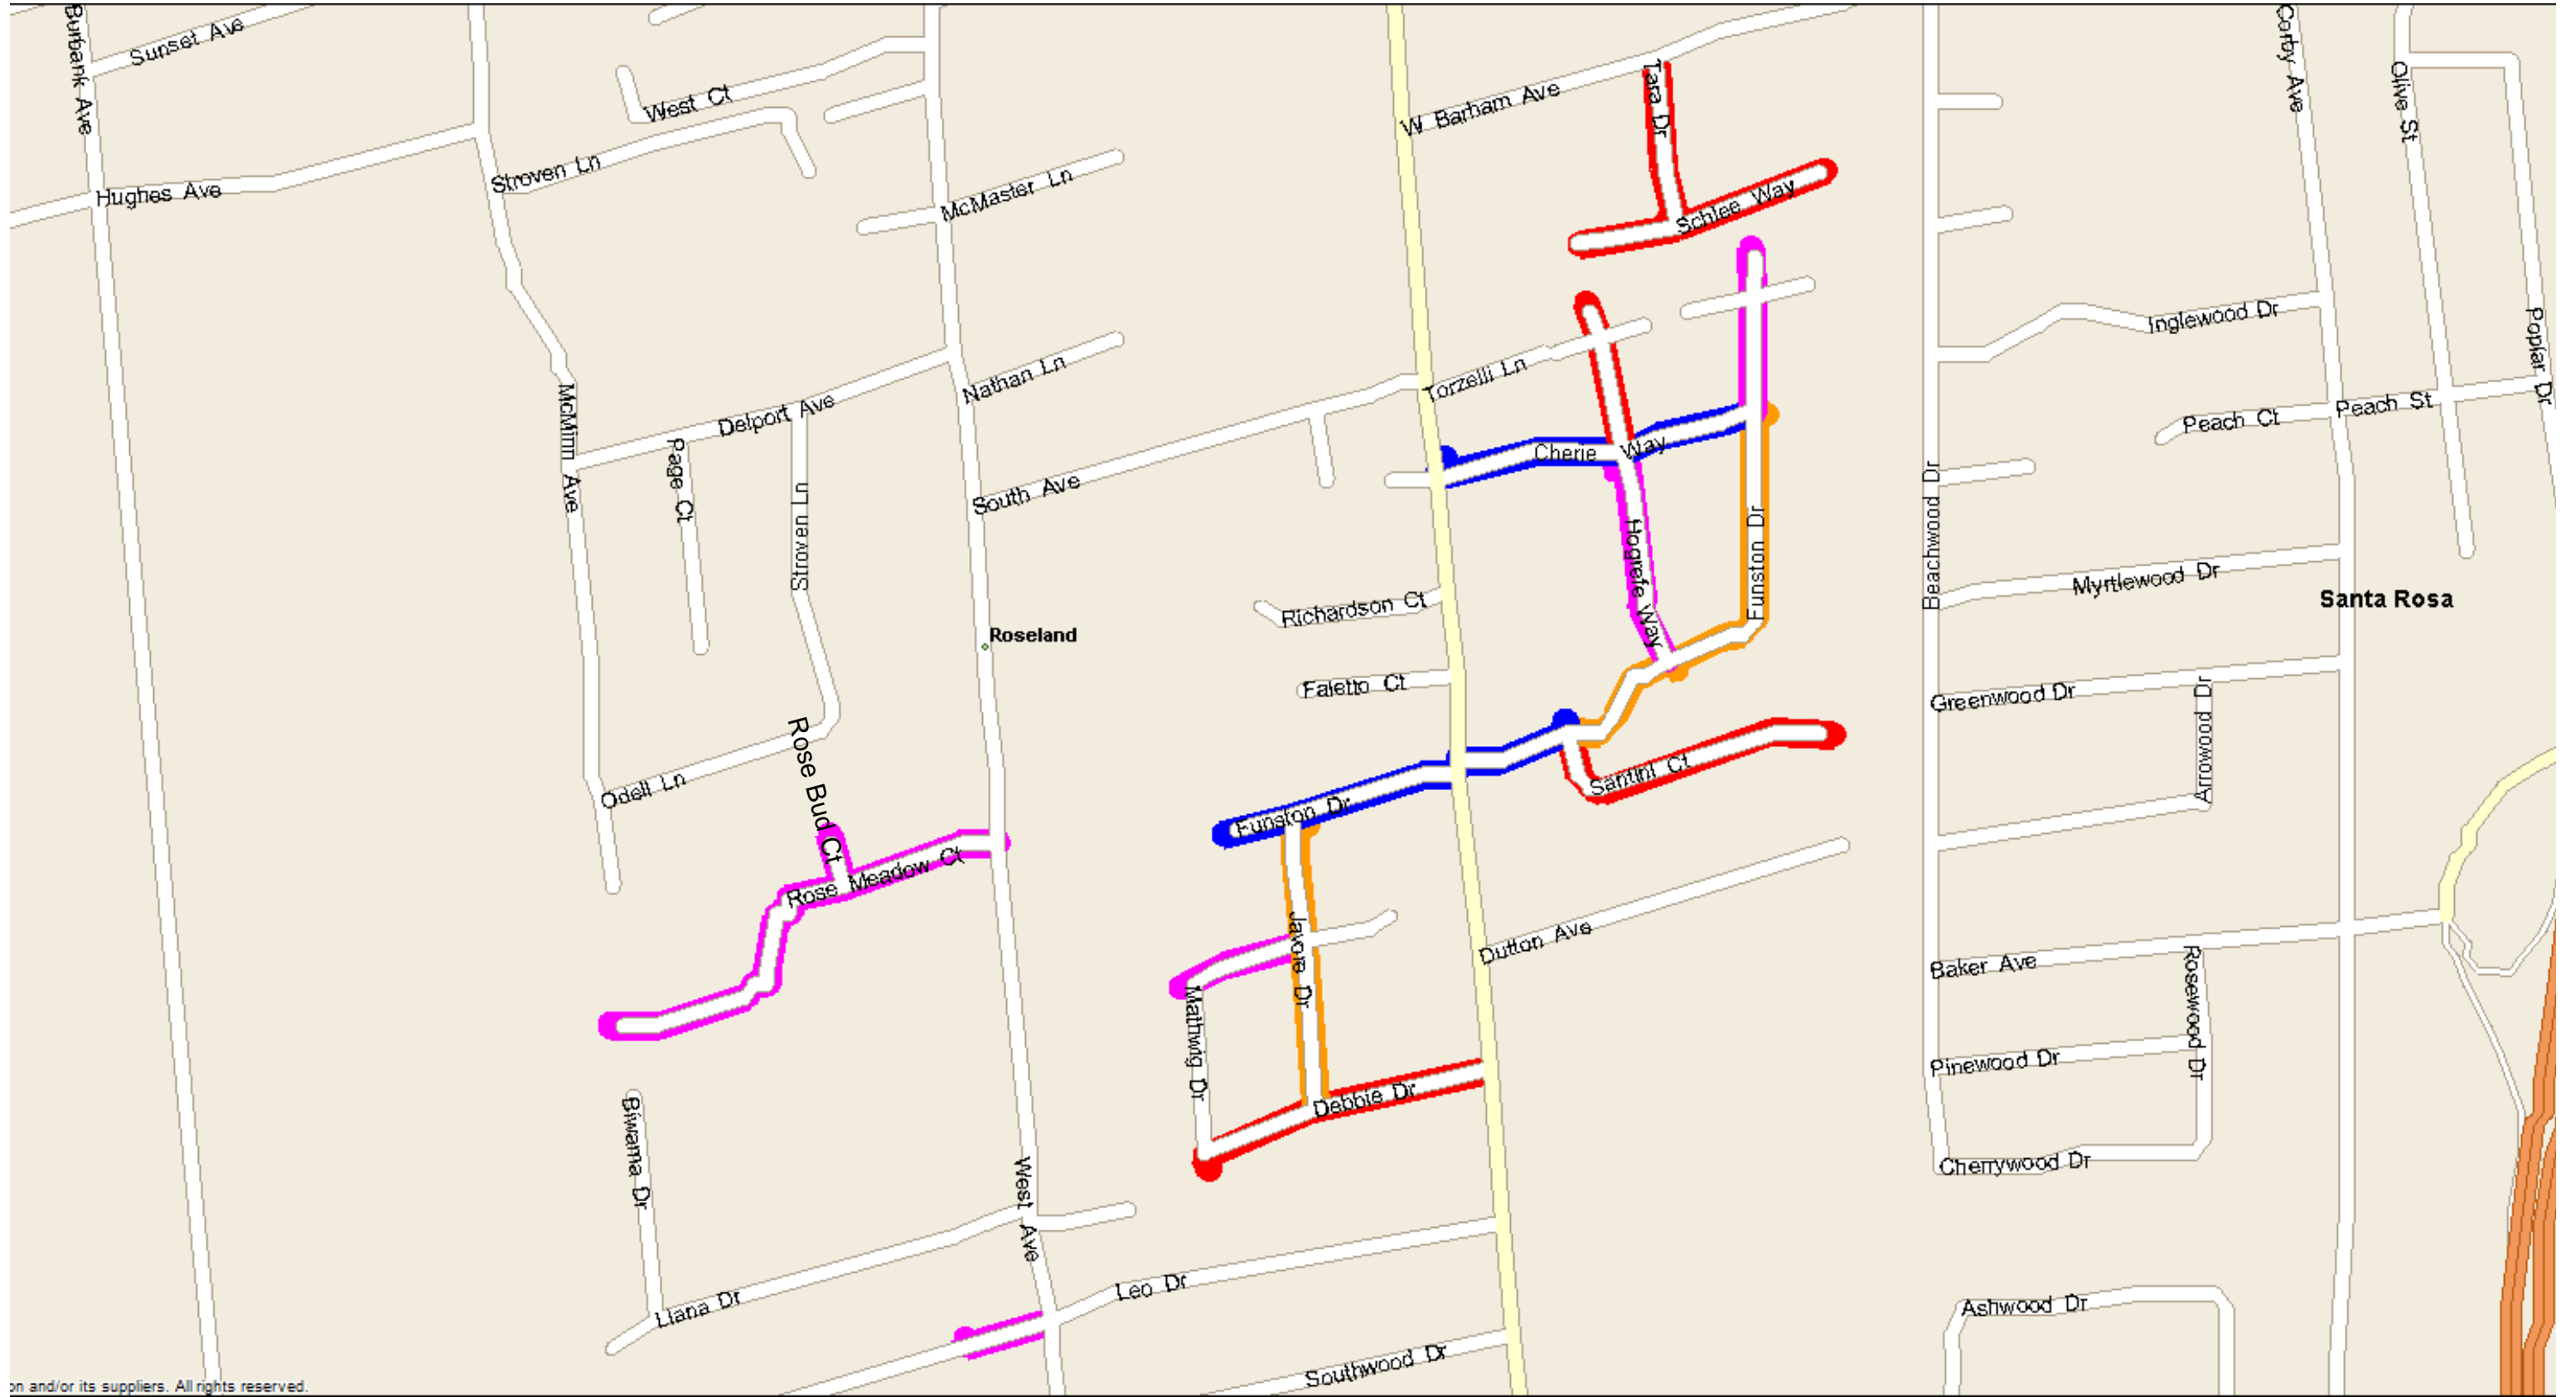 Burbank Ave
Sunset Ave
West Ct
Stroven Ln
Hughes Ave
McMaster Ln
W Barham Ave
Tara Dr
Schlee Way
Corby Ave
Olive St
Inglewood Dr
Poplar Dr
McMinn Ave
Delport Ave
Nathan Ln
Torzelli Ln
Peach Ct
Peach St
Page Ct
Stroven Ln
South Ave
Cherie Way
Hogrefe Way
Funston Dr
Beachwood Dr
Myrtlewood Dr
Santa Rosa
Richardson Ct
Roseland
Faletto Ct
Greenwood Dr
Arrowood Dr
Rose Bud Ct
Odell Ln
Santini Ct
Funston Dr
Rose Meadow Ct
Javore Dr
Dutton Ave
Baker Ave
Rosewood Dr
Mathwig Dr
Pinewood Dr
Debbie Dr
Biwama Dr
West Ave
Cherrywood Dr
Leo Dr
Llana Dr
Ashwood Dr
Southwood Dr
on and/or its suppliers. All rights reserved.